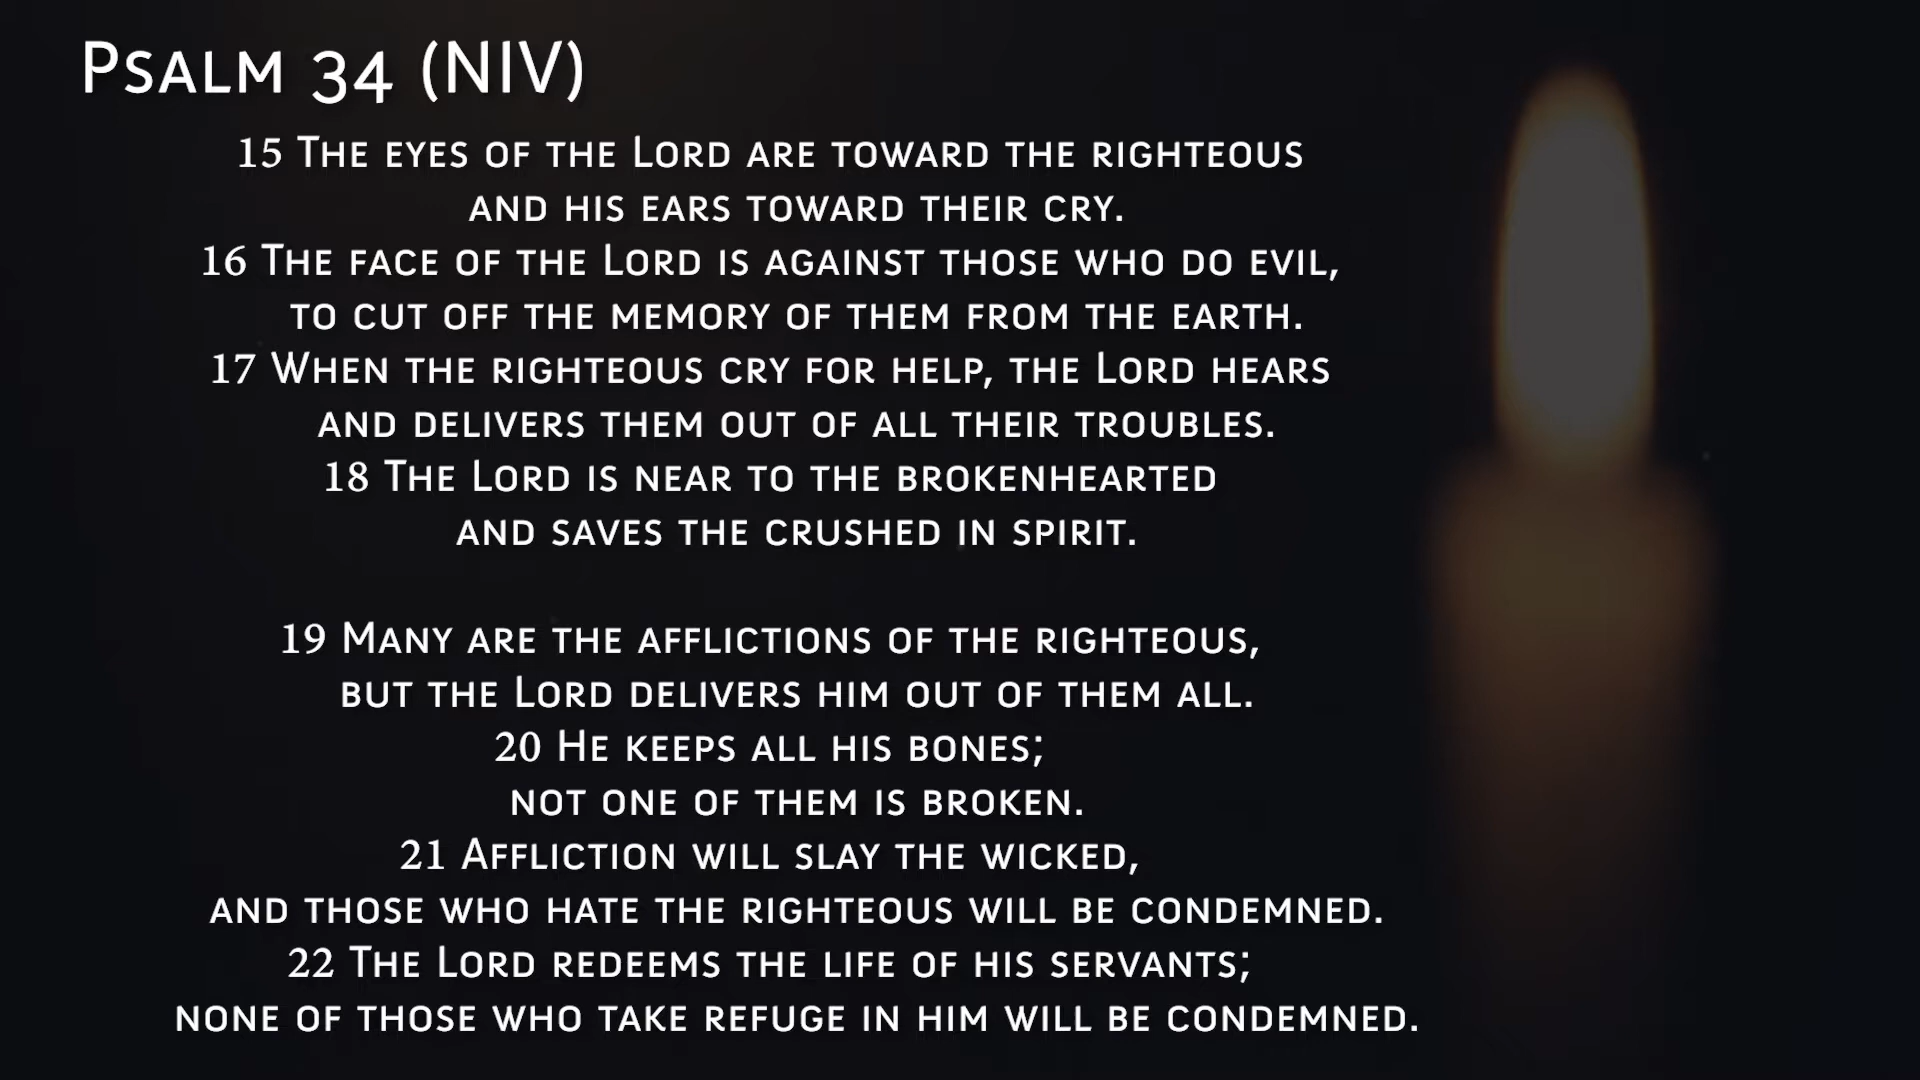 Psalm 34 (NIV)
15 The eyes of the Lord are toward the righteous
and his ears toward their cry.
16 The face of the Lord is against those who do evil,
to cut off the memory of them from the earth.
17 When the righteous cry for help, the Lord hears
and delivers them out of all their troubles.
18 The Lord is near to the brokenhearted
and saves the crushed in spirit.
19 Many are the afflictions of the righteous,
but the Lord delivers him out of them all.
20 He keeps all his bones;
not one of them is broken.
21 Affliction will slay the wicked,
and those who hate the righteous will be condemned.
22 The Lord redeems the life of his servants;
none of those who take refuge in him will be condemned.